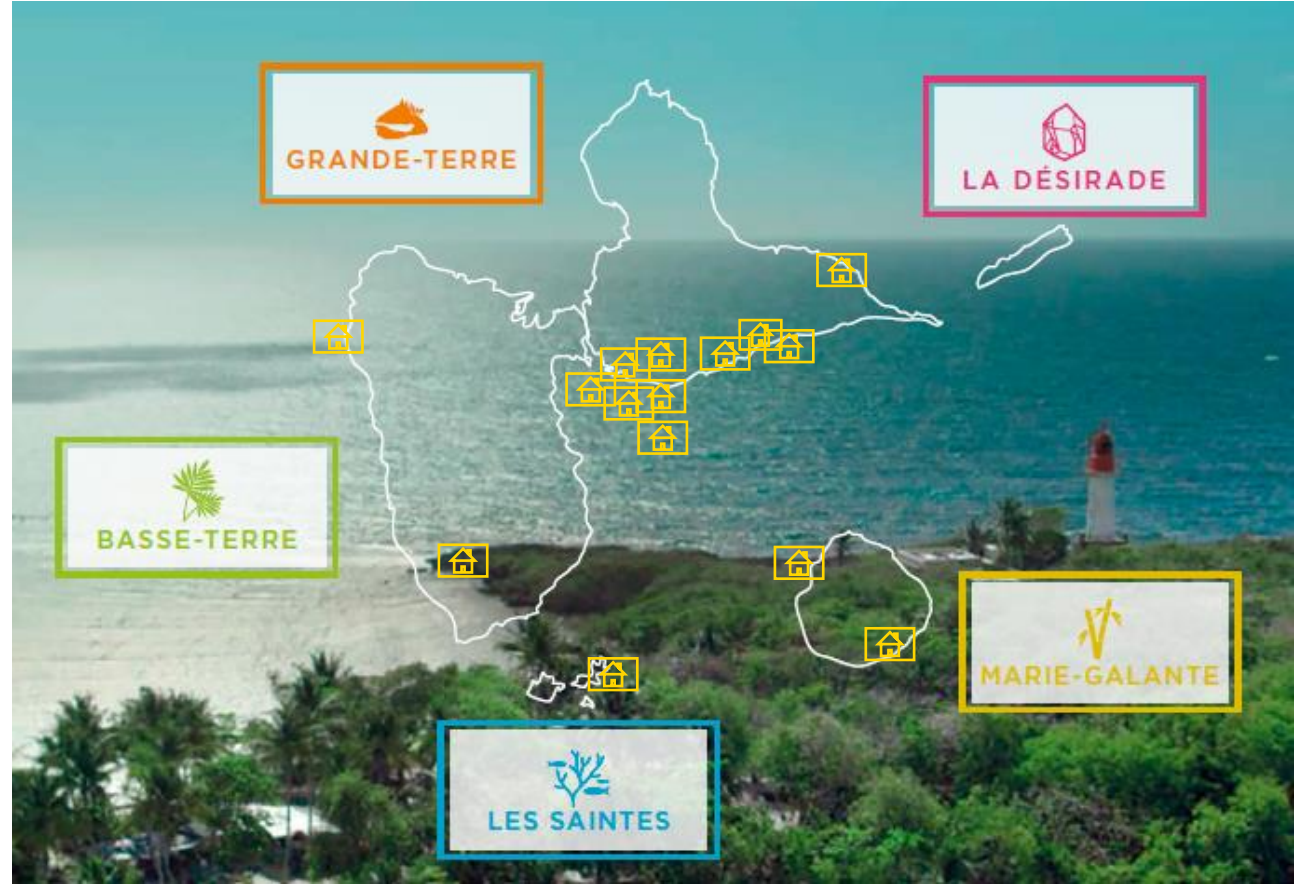 GRANDE-TERRE
LA DÉSIRADE
BASSE-TERRE
MARIE-GALANTE
LES SAINTES